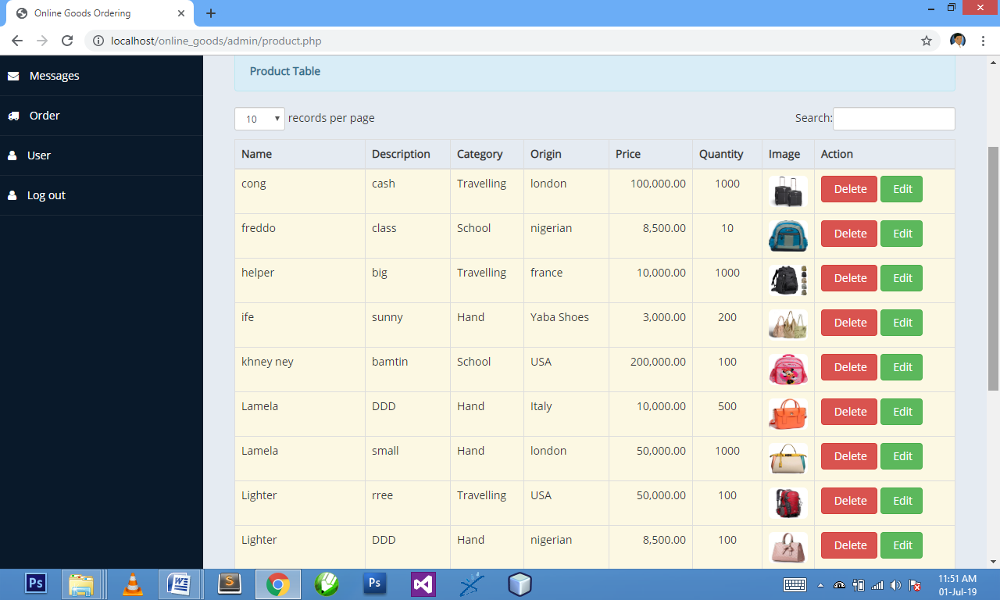 Online Goods Ordering
localhost/online_goods/admin/product.php
Messages
Order
User
Log out
Product Table
10 records per page
Search:
Name Description Category Origin Price Quantity Image Action
cong cash Travelling london 100,000.00 1000 Delete Edit
freddo class School nigerian 8,500.00 10 Delete Edit
helper big Travelling france 10,000.00 1000 Delete Edit
ife sunny Hand Yaba Shoes 3,000.00 200 Delete Edit
khney ney bamtin School USA 200,000.00 100 Delete Edit
Lamela DDD Hand Italy 10,000.00 500 Delete Edit
Lamela small Hand london 50,000.00 1000 Delete Edit
Lighter rree Travelling USA 50,000.00 100 Delete Edit
Lighter DDD Hand nigerian 8,500.00 100 Delete Edit
Ps W S Ps
11:51 AM
01-Jul-19